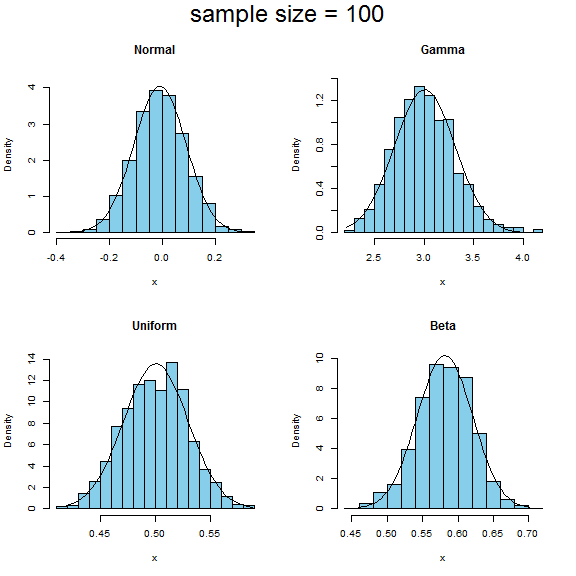 sample size = 100
Normal
Density
0 1 2 3 4
-0.4 -0.2 0.0 0.2
x
Gamma
Density
0.0 0.4 0.8 1.2
2.5 3.0 3.5 4.0
x
Uniform
Density
0 2 4 6 8 10 12 14
0.45 0.50 0.55
x
Beta
Density
0 2 4 6 8 10
0.45 0.50 0.55 0.60 0.65 0.70
x